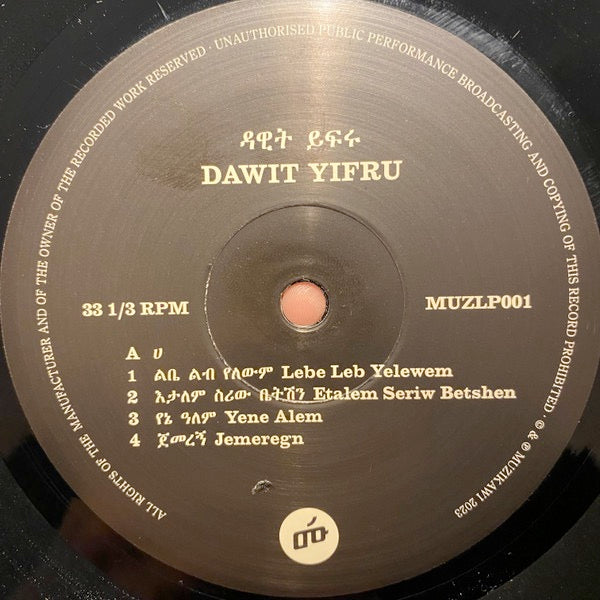 ALL RIGHTS OF THE MANUFACTURER AND OF THE OWNER OF THE RECORDED WORK RESERVED · UNAUTHORISED PUBLIC PERFORMANCE BROADCASTING AND COPYING OF THIS RECORD PROHIBITED · © & ℗ MUZIKAWI 2023
ዳዊት ይፍሩ
DAWIT YIFRU
33 1/3 RPM
MUZLP001
A ሀ
1 ልቤ ልብ የለውም Lebe Leb Yelewem
2 እታለም ስሪው ቤትሽን Etalem Seriw Betshen
3 የኔ ዓለም Yene Alem
4 ጀመረኝ Jemeregn